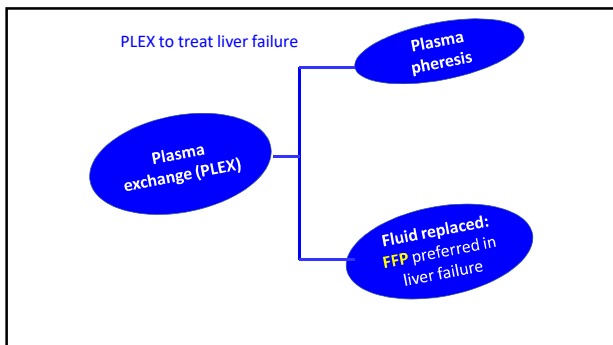 PLEX to treat liver failure
Plasma
pheresis
Plasma
exchange (PLEX)
Fluid replaced:
FFP preferred in
liver failure